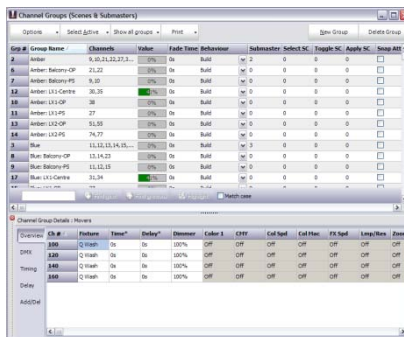 Channel Groups (Scenes & Submasters)
Options Select Active Show all groups Print New Group Delete Group
Grp # Group Name Channels Value Fade Time Behaviour Submaster Select SC Toggle SC Apply SC Snap Att
2 Amber 9,10,21,22,27,3... 0% 0s Build 2 0 0 0
6 Amber: Balcony-OP 21,22 0% 0s Build 0 0 0 0
5 Amber: Balcony-PS 9,10 0% 0s Build 0 0 0 0
12 Amber: LX1-Centre 30,35 0s Build 0 0 0 0
10 Amber: LX1-OP 38 0% 0s Build 0 0 0 0
11 Amber: LX1-PS 27 0% 0s Build 0 0 0 0
13 Amber: LX2-OP 51,55 0% 0s Build 0 0 0 0
14 Amber: LX2-PS 74,77 0% 0s Build 0 0 0 0
3 Blue 11,12,13,14,15,... 0% 0s Build 3 0 0 0
8 Blue: Balcony-OP 13,14,23 0% 0s Build 0 0 0 0
9 Blue: Balcony-PS 11,12,15 0% 0s Build 0 0 0 0
17 Blue: LX1-Centre 31,34 0s Build 0 0 0 0
Match case
Channel Group Details : Movers
Overview DMX Timing Delay Add/Del
Ch # Fixture Time* Delay* Dimmer Color 1 CMY Col Spd Col Mac FX Spd Lmp/Rex Zoo
100 Q Wash 0s 0s 100% Off Off Off Off Off Off Off
120 Q Wash 0s 0s 100% Off Off Off Off Off Off Off
140 Q Wash 0s 0s 100% Off Off Off Off Off Off Off
160 Q Wash 0s 0s 100% Off Off Off Off Off Off Off